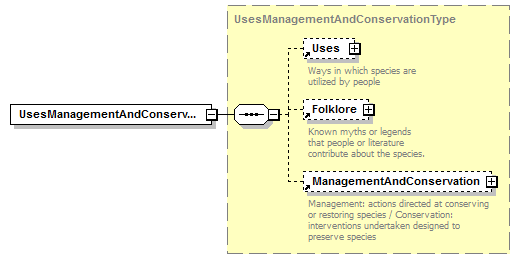 UsesManagementAndConservationType
Uses
Ways in which species are
utilized by people
UsesManagementAndConserv...
Folklore
Known myths or legends
that people or literature
contribute about the species.
ManagementAndConservation
Management: actions directed at conserving
or restoring species / Conservation:
interventions undertaken designed to
preserve species